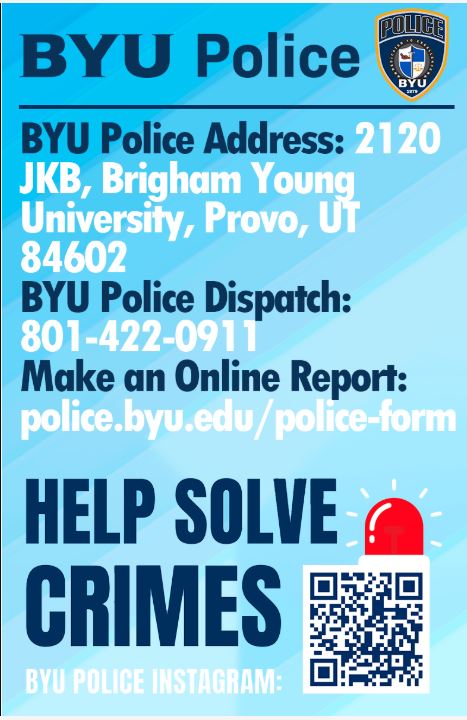 BYU Police
POLICE
BYU
1979
BYU Police Address: 2120
JKB, Brigham Young
University, Provo, UT
84602
BYU Police Dispatch:
801-422-0911
Make an Online Report:
police.byu.edu/police-form
HELP SOLVE
CRIMES
BYU POLICE INSTAGRAM: